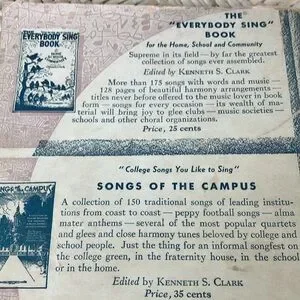 THE
"EVERYBODY SING"
BOOK
for the Home, School and Community
Supreme in its field — by far the greatest
collection of songs ever assembled.
Edited by KENNETH S. CLARK
More than 175 songs with words and music —
128 pages of beautiful harmony arrangements
— titles never before offered to the music lover in book
form — songs for every occasion — its wealth of ma-
terial will bring joy to glee clubs — music societies —
schools and other choral organizations.
Price, 25 cents
EVERYBODY SING
BOOK
"College Songs You Like to Sing"
SONGS OF THE CAMPUS
A collection of 150 traditional songs of leading institu-
tions from coast to coast — peppy football songs — alma
mater anthems — several of the most popular quartets
and glees and close harmony tunes beloved by college and
school people. Just the thing for an informal songfest on
the college green, in the fraternity house, in the school
or in the home.
Edited by KENNETH S. CLARK
Price, 35 cents
SONGS OF THE CAMPUS